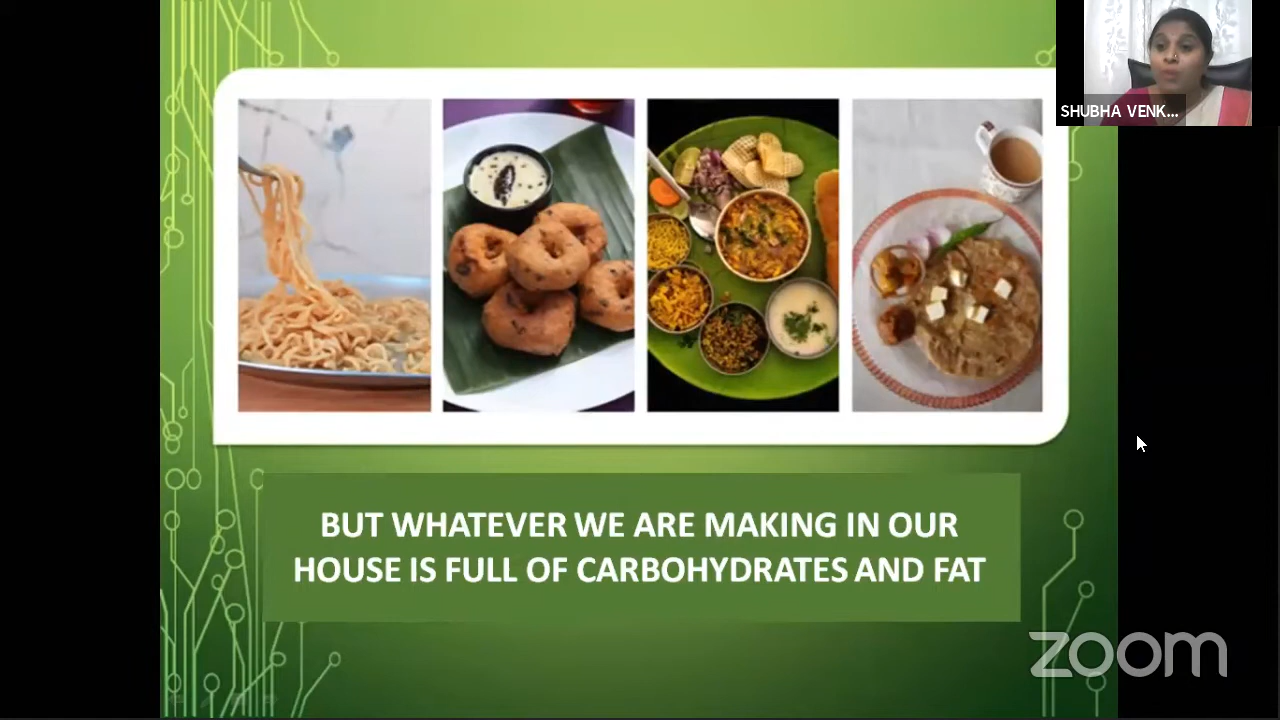 SHUBHA VENK...
BUT WHATEVER WE ARE MAKING IN OUR
HOUSE IS FULL OF CARBOHYDRATES AND FAT
zoom